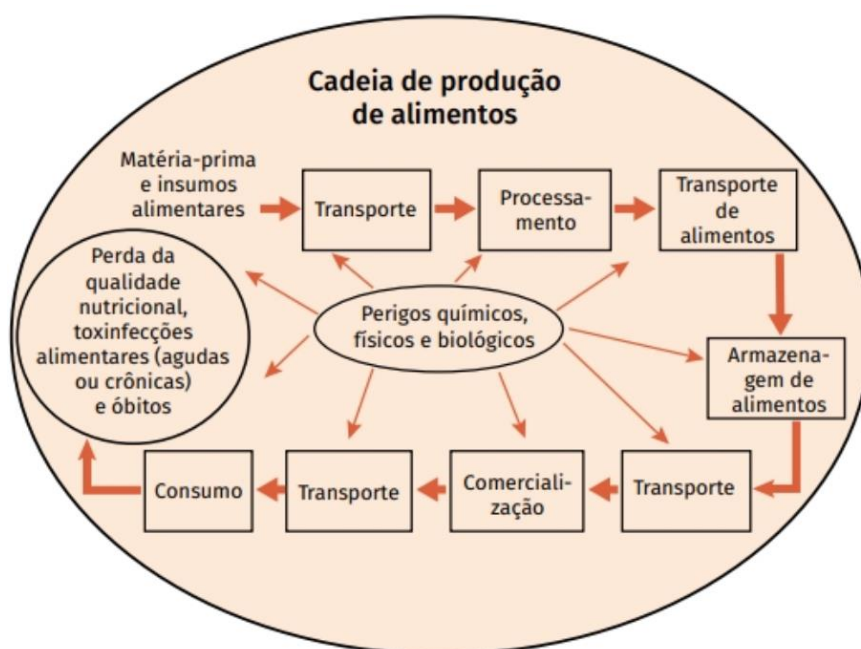 Cadeia de produção
de alimentos
Matéria-prima
e insumos
alimentares
Transporte
Processa-
mento
Transporte
de
alimentos
Perda da
qualidade
nutricional,
toxinfecções
alimentares (agudas
ou crônicas)
e óbitos
Perigos químicos,
físicos e biológicos
Armazena-
gem de
alimentos
Consumo
Transporte
Comerciali-
zação
Transporte